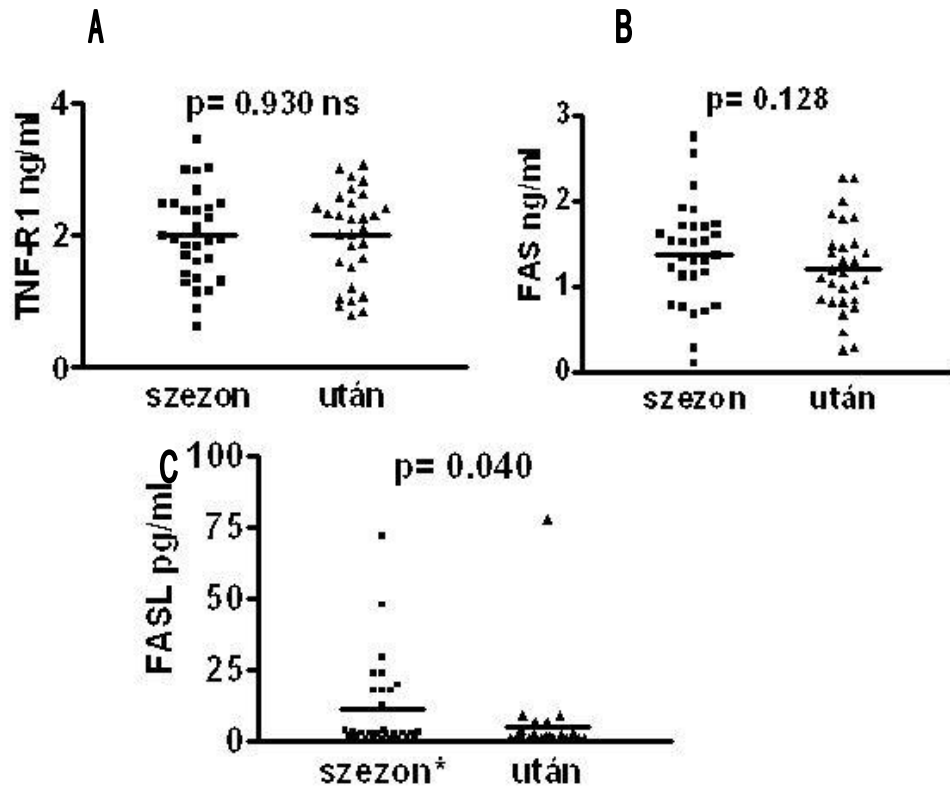 A
p= 0.930 ns
TNF-R1 ng/ml
4
2
0
szezon után
B
p= 0.128
FAS ng/ml
3
2
1
0
szezon után
C
p= 0.040
FASL pg/ml
100
75
50
25
0
szezon* után